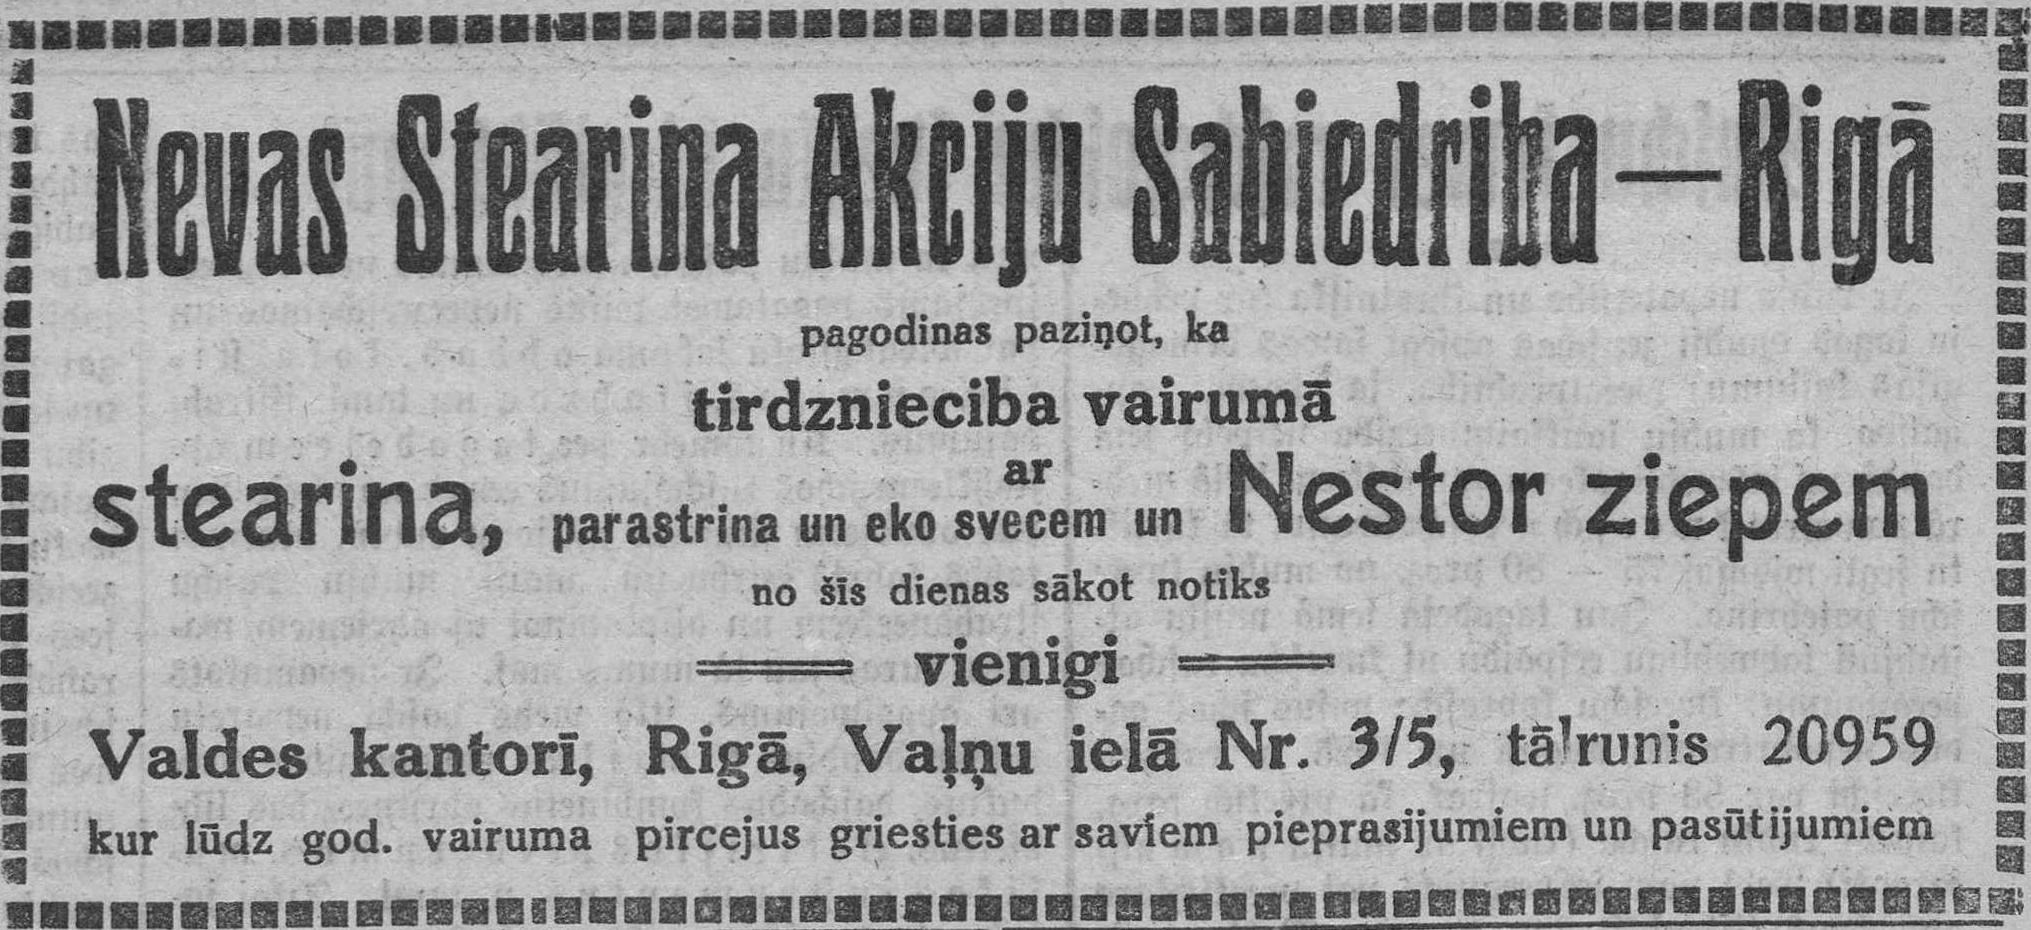 Nevas Stearina Akciju Sabiedriba — Rigā
pagodinas paziņot, ka
tirdznieciba vairumā
ar
stearina, parastrina un eko svecem un Nestor ziepem
no šīs dienas sākot notiks
vienigi
Valdes kantorī, Rigā, Vaļņu ielā Nr. 3/5, tālrunis 20959
kur lūdz god. vairuma pircejus griesties ar saviem pieprasijumiem un pasūtijumiem